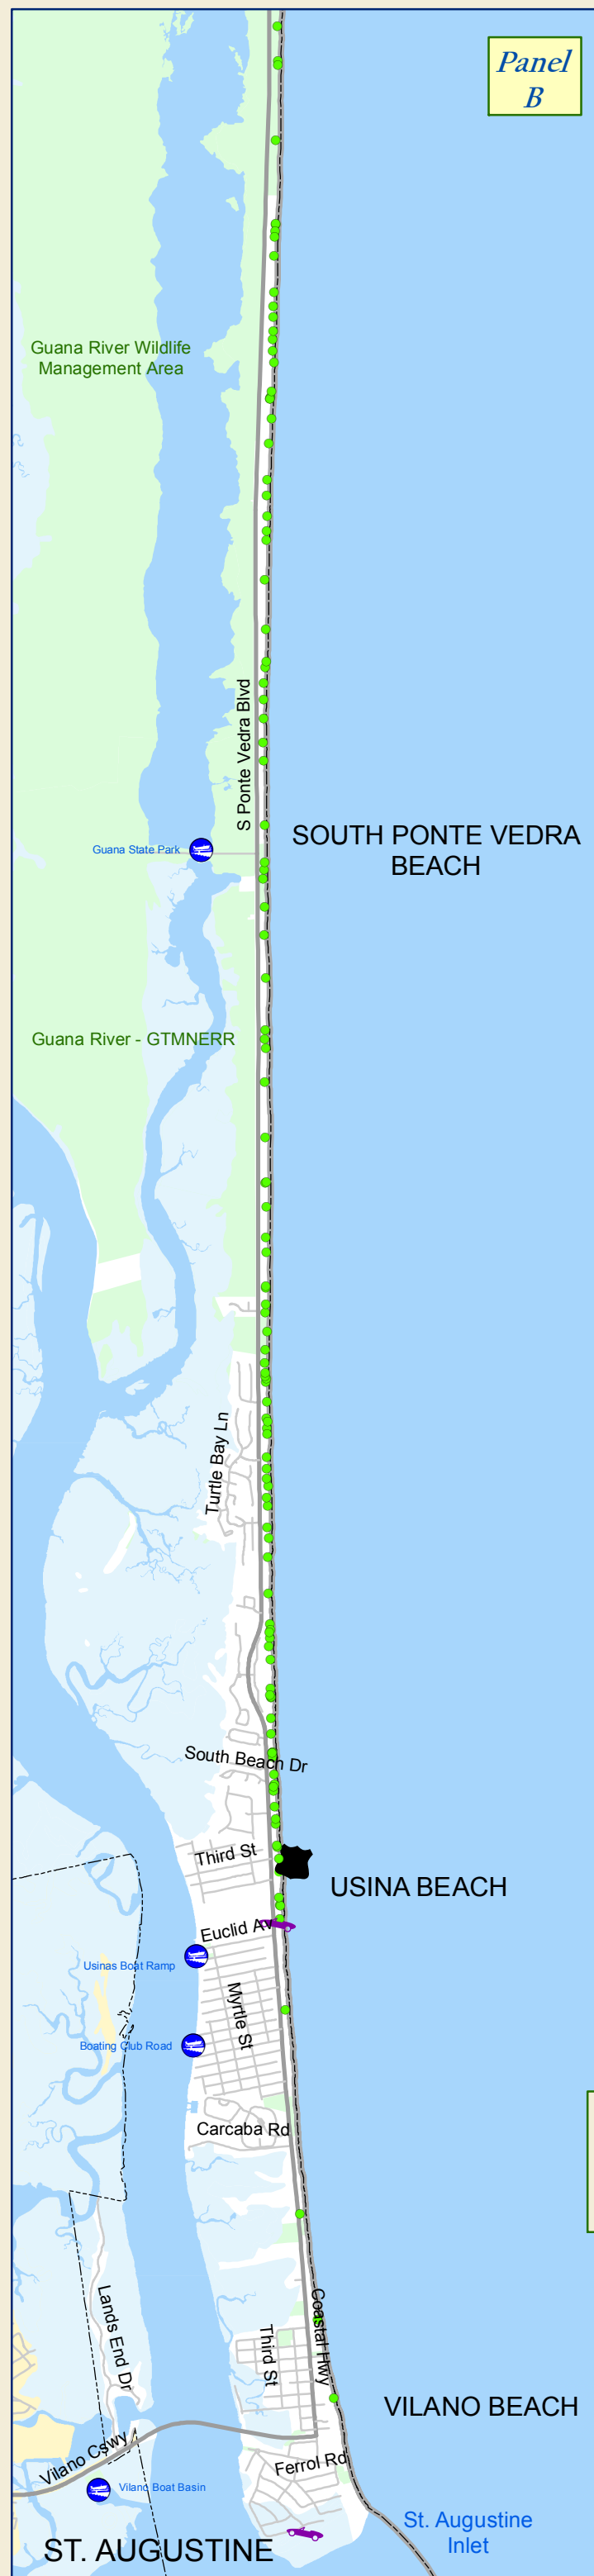 Panel
B
Guana River Wildlife
Management Area
S Ponte Vedra Blvd
SOUTH PONTE VEDRA
BEACH
Guana State Park
Guana River - GTMNERR
Turtle Bay Ln
South Beach Dr
Third St
USINA BEACH
Euclid Av
Usinas Boat Ramp
Myrtle St
Boating Club Road
Carcaba Rd
Lands End Dr
Third St
Coastal Hwy
VILANO BEACH
Vilano Cswy
Ferrol Rd
Vilano Boat Basin
St. Augustine
Inlet
ST. AUGUSTINE